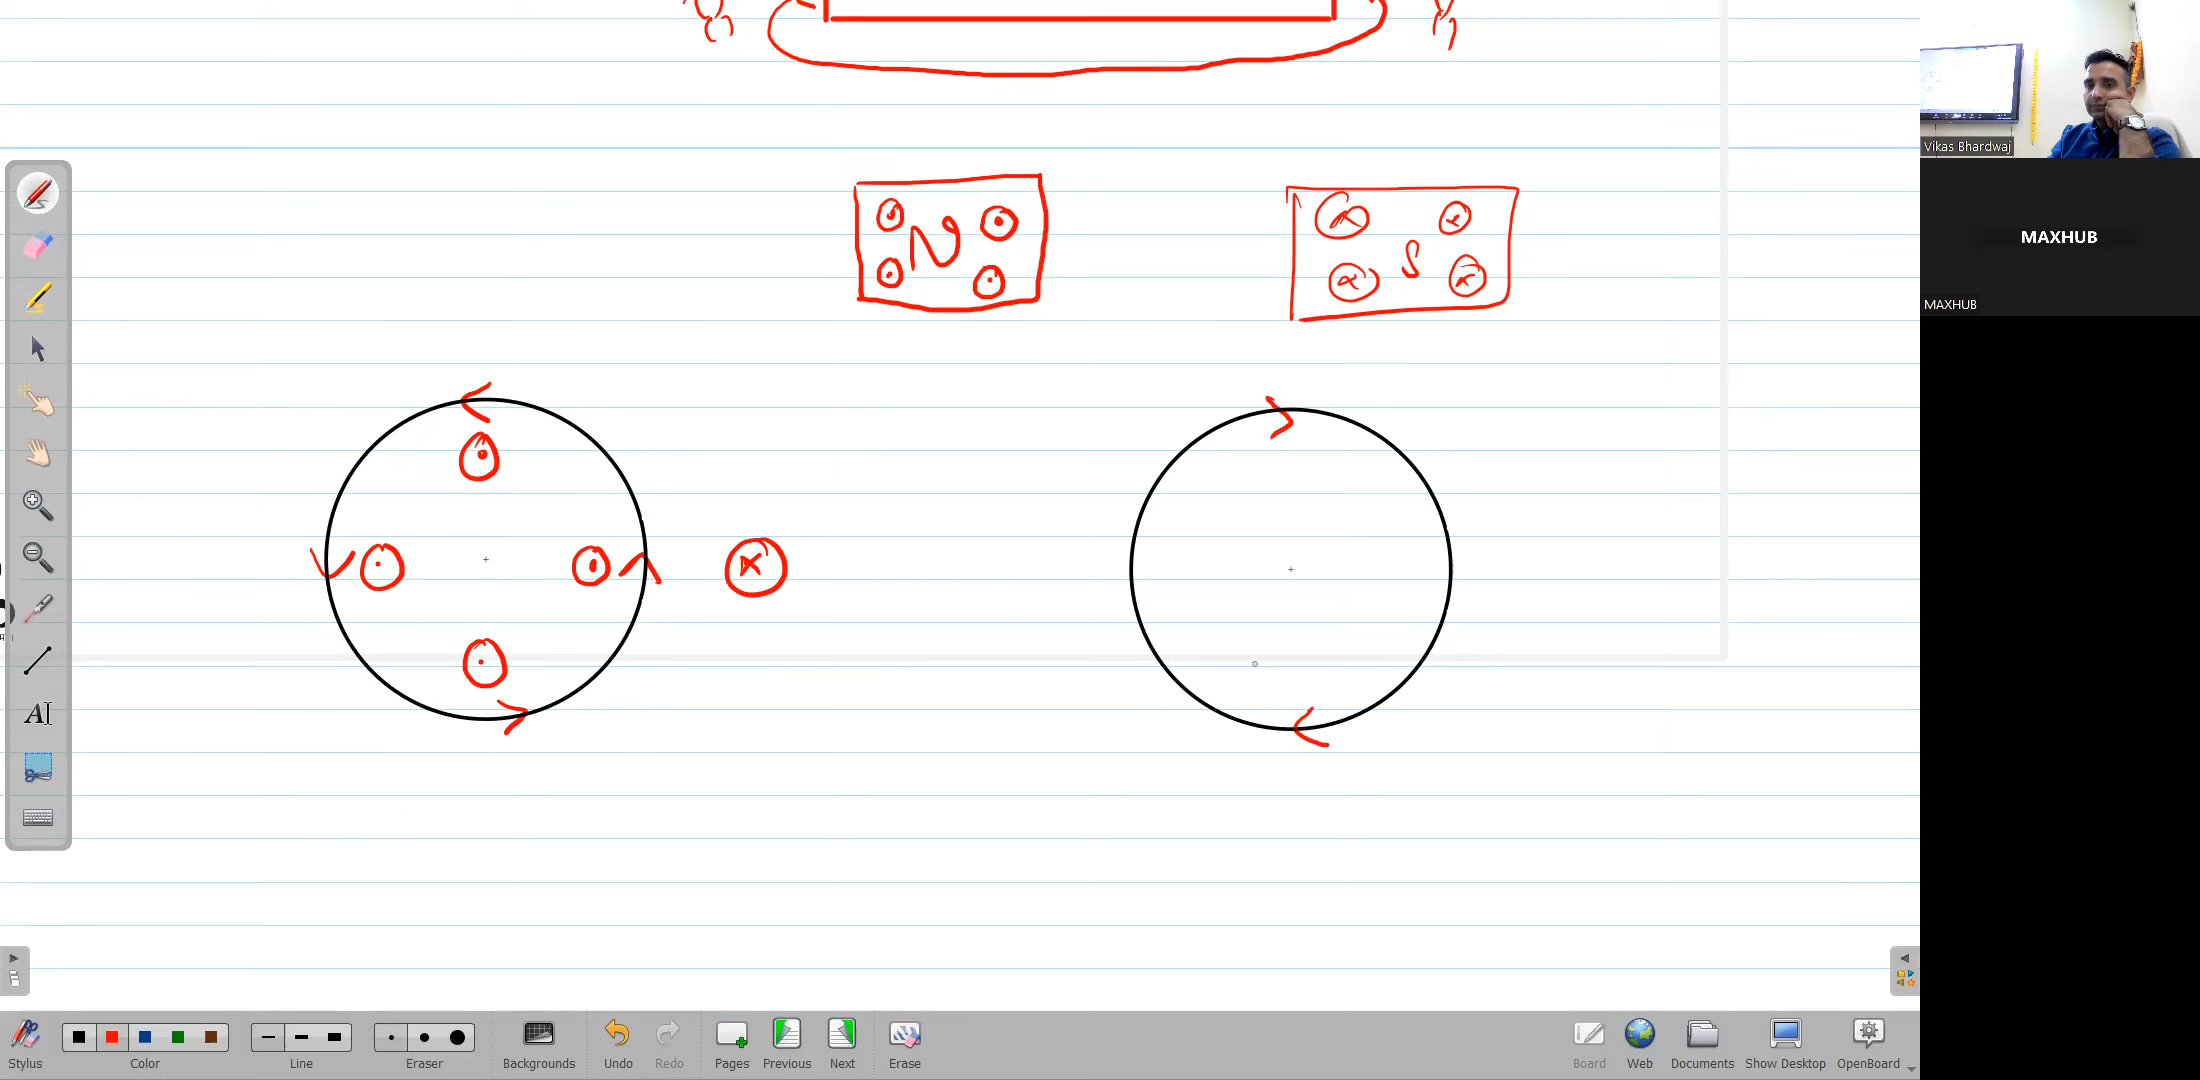 Vikas Bhardwaj
MAXHUB
MAXHUB
N
S
A
Stylus
Color
Line
Eraser
Backgrounds
Undo
Redo
Pages
Previous
Next
Erase
Board
Web
Documents
Show Desktop
OpenBoard